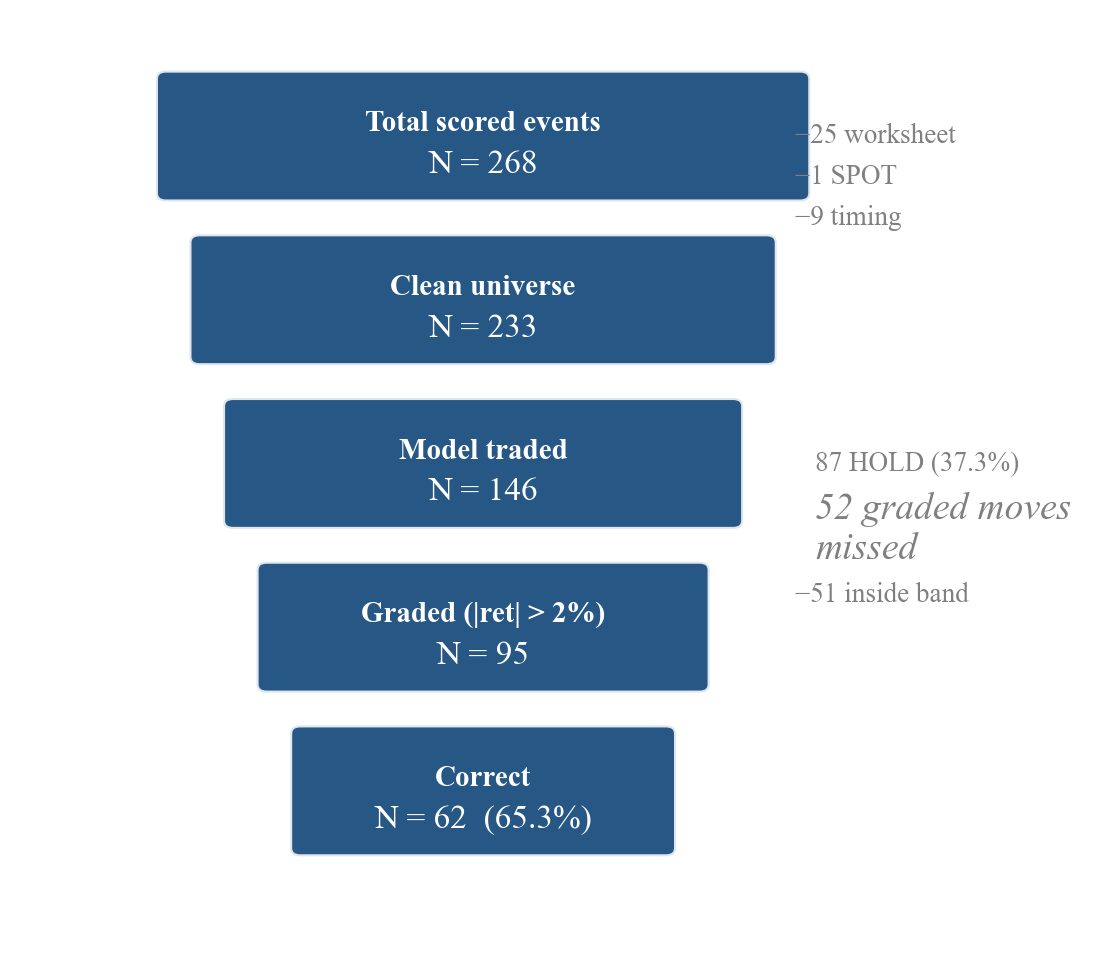 Total scored events
N = 268
−25 worksheet
−1 SPOT
−9 timing
Clean universe
N = 233
Model traded
N = 146
87 HOLD (37.3%)
52 graded moves
missed
−51 inside band
Graded (|ret| > 2%)
N = 95
Correct
N = 62 (65.3%)